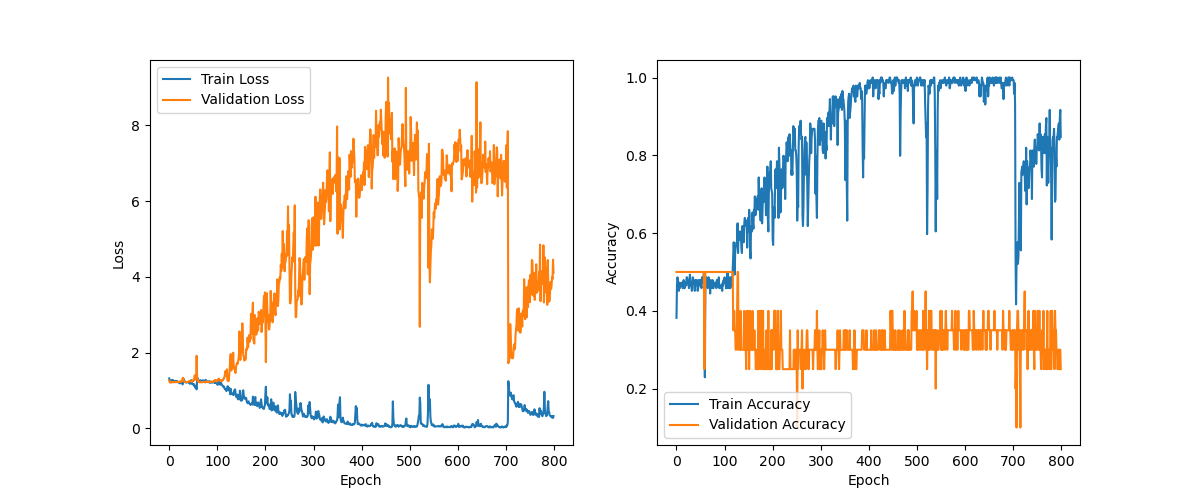 Train Loss
Validation Loss
8
6
4
2
0
Loss
0 100 200 300 400 500 600 700 800
Epoch
1.0
0.8
0.6
0.4
0.2
Accuracy
Train Accuracy
Validation Accuracy
0 100 200 300 400 500 600 700 800
Epoch